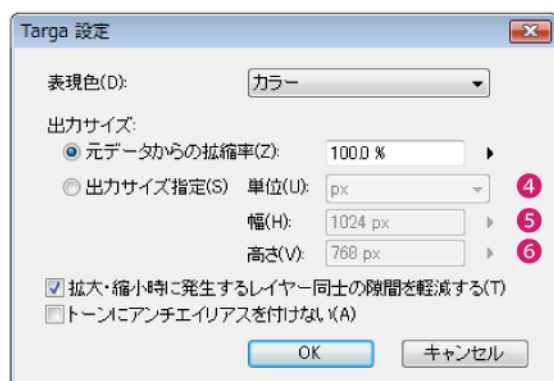 Targa 設定
表現色(D): カラー
出力サイズ:
元データからの拡縮率(Z): 100.0 %
出力サイズ指定(S) 単位(U): px 4
幅(H): 1024 px 5
高さ(V): 768 px 6
拡大・縮小時に発生するレイヤー同士の隙間を軽減する(T)
トーンにアンチエイリアスを付けない(A)
OK キャンセル